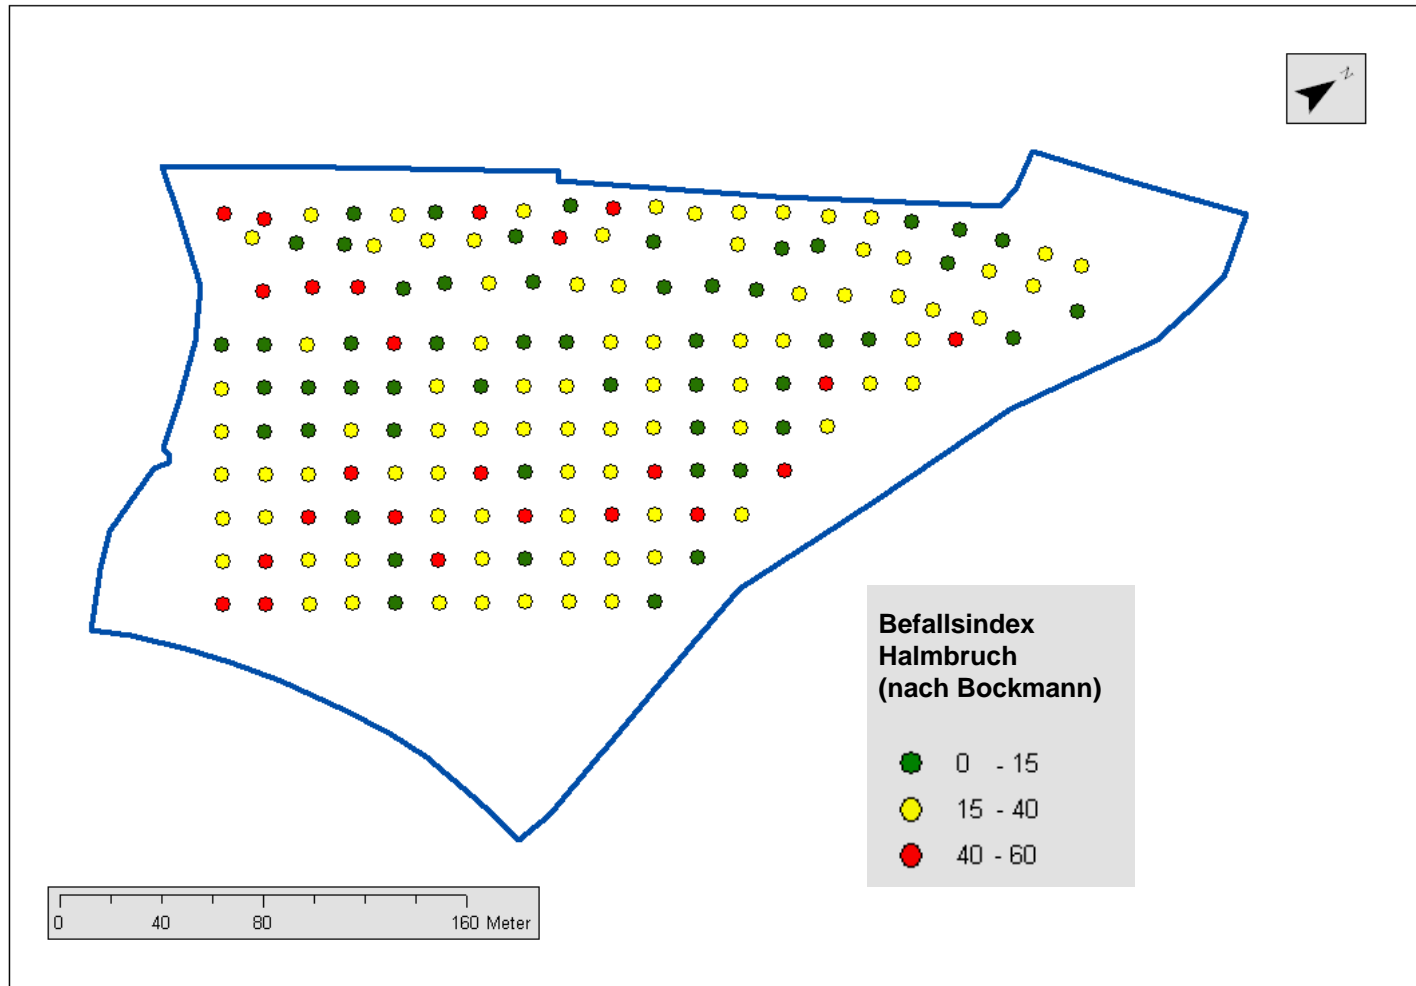 N
Befallsindex
Halmbruch
(nach Bockmann)
0 - 15
15 - 40
40 - 60
0 40 80 160 Meter